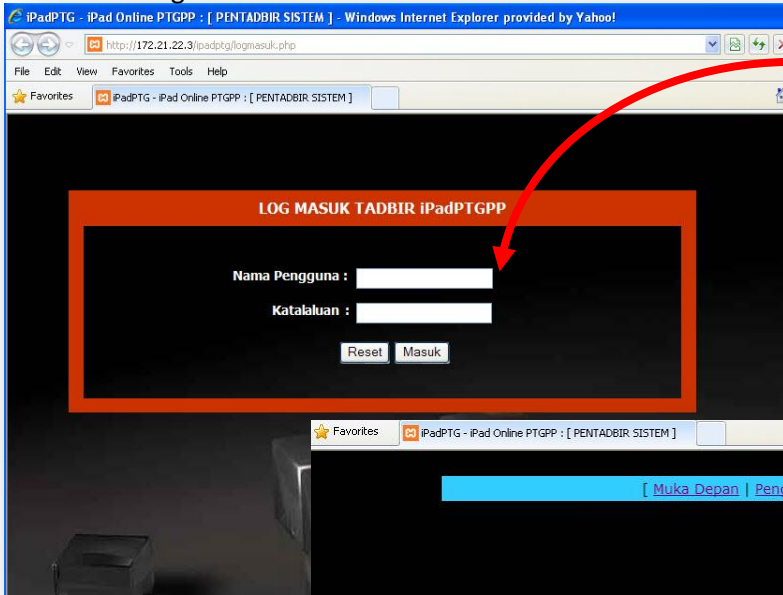 iPadPTG - iPad Online PTGPP : [ PENTADBIR SISTEM ] - Windows Internet Explorer provided by Yahoo!
http://172.21.22.3/ipadptg/logmasuk.php
File Edit View Favorites Tools Help
Favorites iPadPTG - iPad Online PTGPP : [ PENTADBIR SISTEM ]
LOG MASUK TADBIR iPadPTGPP
Nama Pengguna :
Katalaluan :
Reset Masuk
Favorites iPadPTG - iPad Online PTGPP : [ PENTADBIR SISTEM ]
[ Muka Depan |